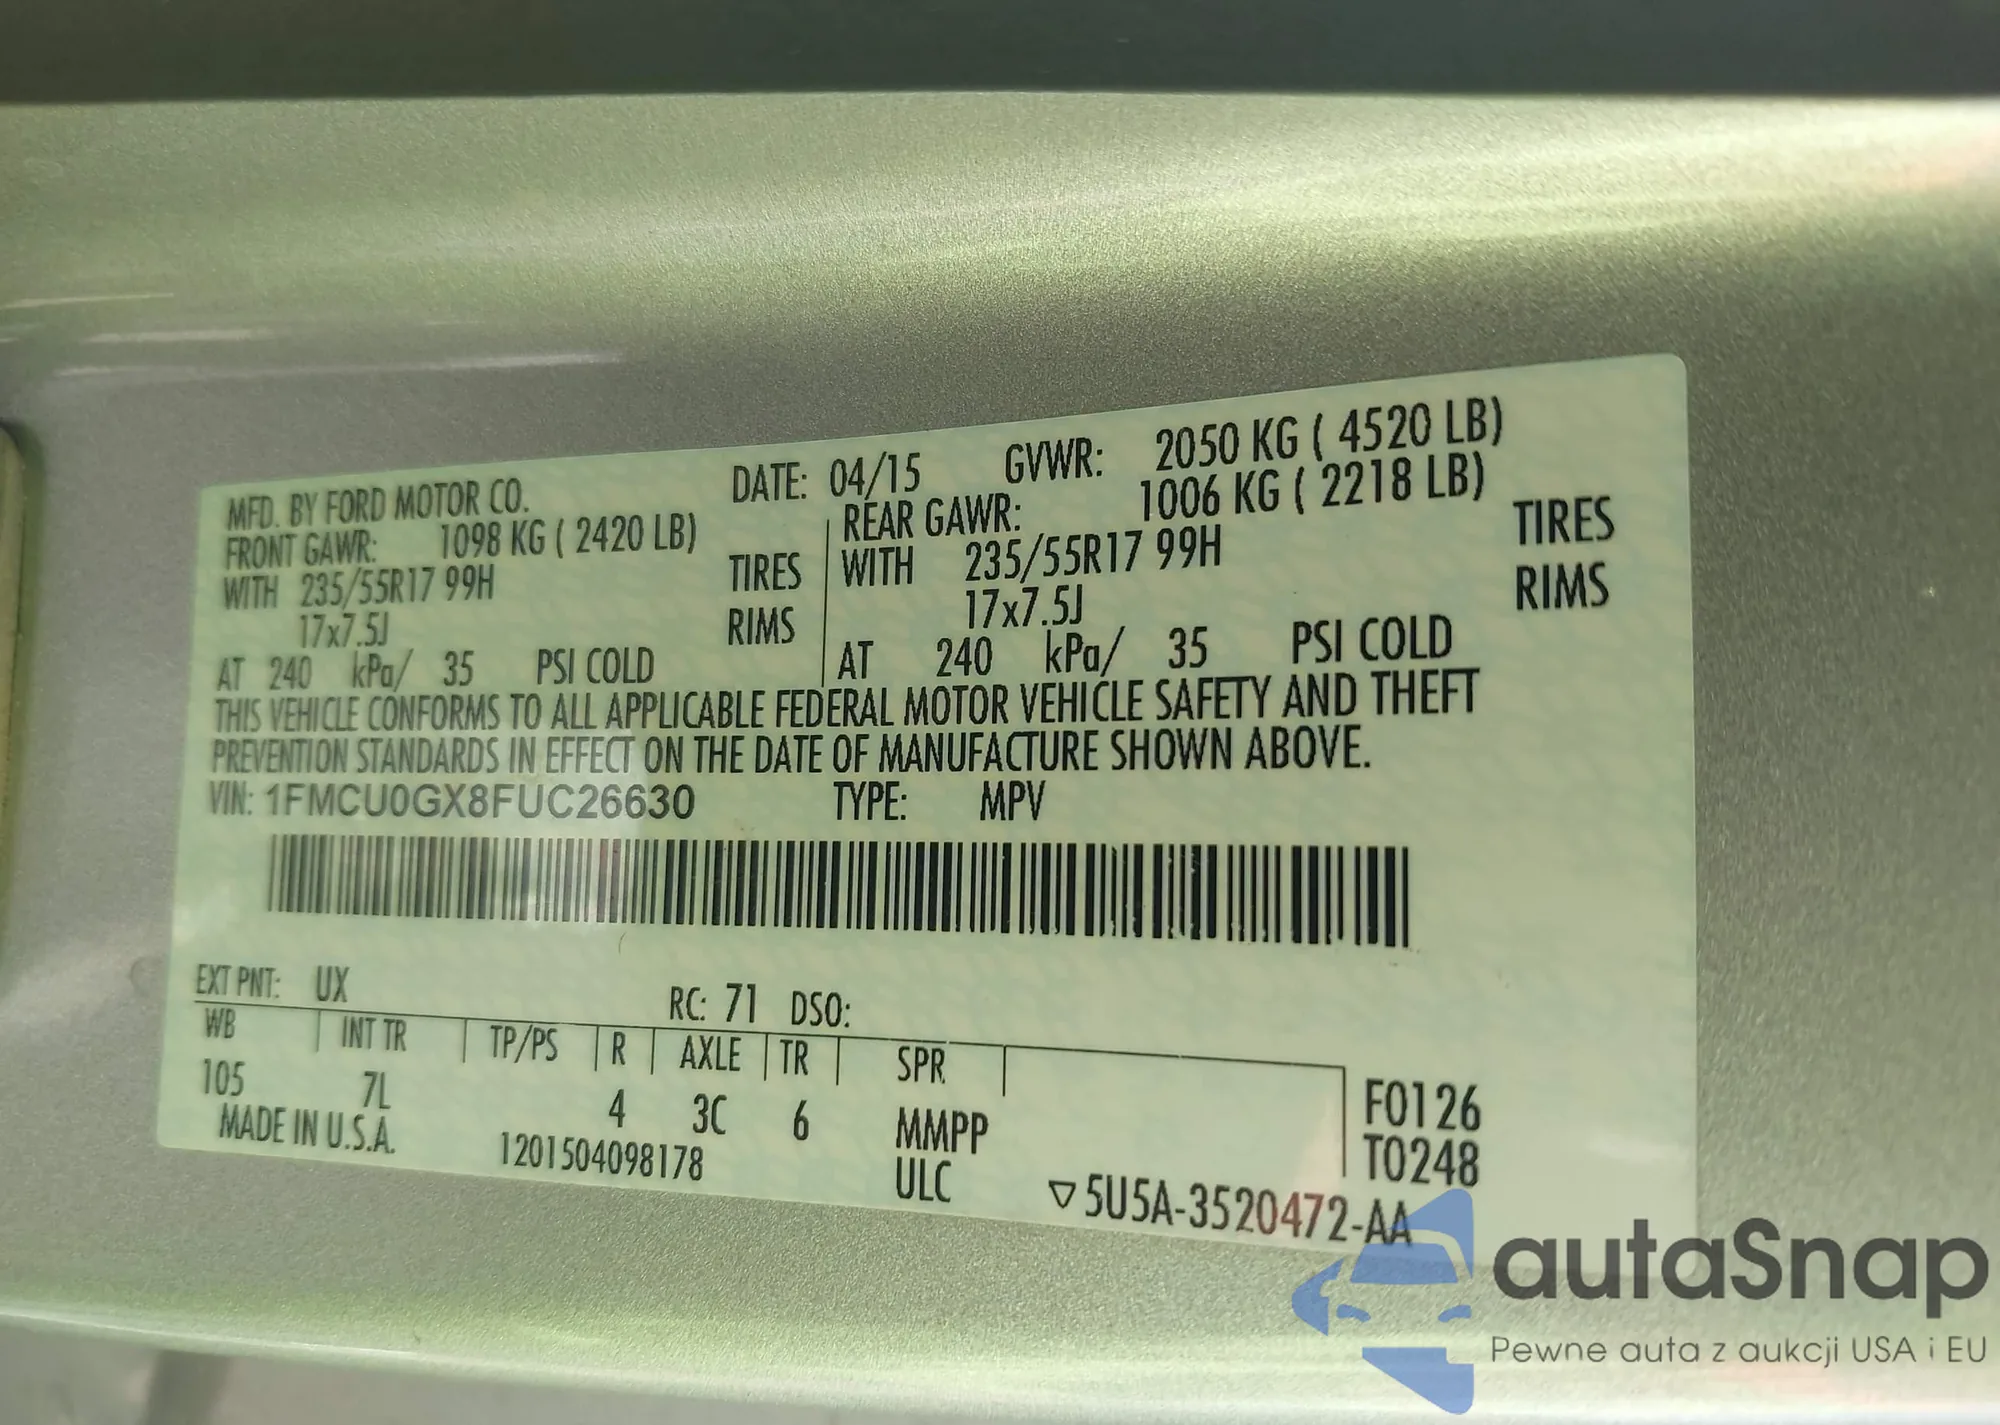 MFD. BY FORD MOTOR CO. DATE: 04/15 GVWR: 2050 KG ( 4520 LB)
FRONT GAWR: 1098 KG ( 2420 LB) REAR GAWR: 1006 KG ( 2218 LB)
WITH 235/55R17 99H TIRES WITH 235/55R17 99H TIRES
17x7.5J RIMS 17x7.5J RIMS
AT 240 kPa/ 35 PSI COLD AT 240 kPa/ 35 PSI COLD
THIS VEHICLE CONFORMS TO ALL APPLICABLE FEDERAL MOTOR VEHICLE SAFETY AND THEFT
PREVENTION STANDARDS IN EFFECT ON THE DATE OF MANUFACTURE SHOWN ABOVE.
VIN: 1FMCU0GX8FUC26630 TYPE: MPV
EXT PNT: UX RC: 71 DSO:
WB INT TR TP/PS R AXLE TR SPR
105 7L 4 3C 6 MMPP F0126
MADE IN U.S.A. 1201504098178 ULC T0248
▽5U5A-3520472-AA
autaSnap
Pewne auta z aukcji USA i EU